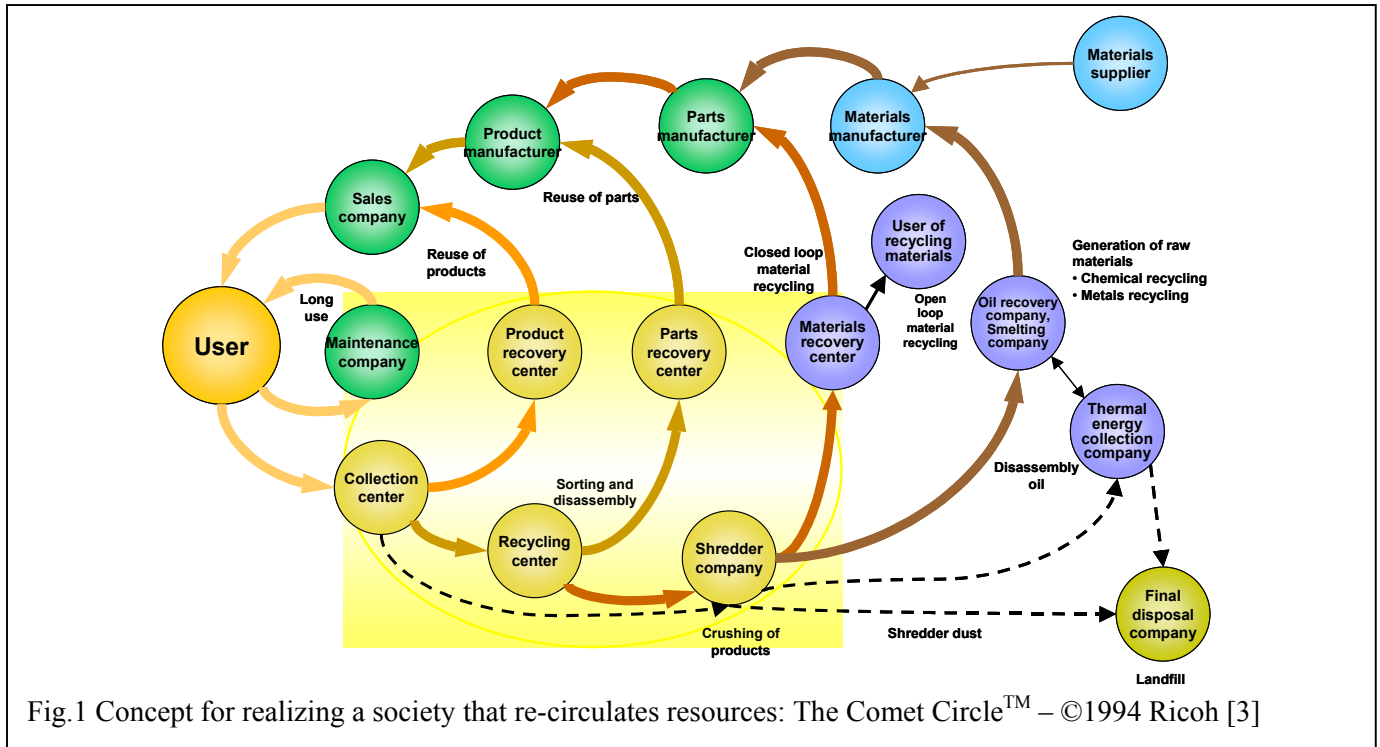 Materials
supplier
Parts
manufacturer
Materials
manufacturer
Product
manufacturer
Sales
company
Reuse of parts
User of
recycling
materials
Reuse of
products
Closed loop
material
recycling
Generation of raw
materials
• Chemical recycling
• Metals recycling
Long
use
Open
loop
material
recycling
User
Maintenance
company
Product
recovery
center
Parts
recovery
center
Materials
recovery
center
Oil recovery
company,
Smelting
company
Thermal
energy
collection
company
Collection
center
Sorting and
disassembly
Disassembly
oil
Recycling
center
Shredder
company
Final
disposal
company
Crushing of
products
Shredder dust
Landfill
Fig.1 Concept for realizing a society that re-circulates resources: The Comet Circle™ – ©1994 Ricoh [3]